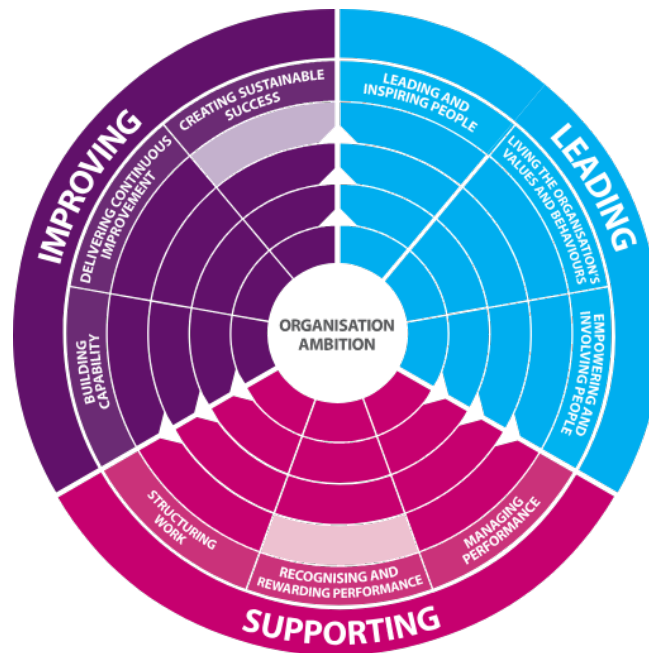 IMPROVING
LEADING
SUPPORTING
CREATING SUSTAINABLE
SUCCESS
LEADING AND
INSPIRING PEOPLE
LIVING THE ORGANISATION'S
VALUES AND BEHAVIOURS
EMPOWERING AND
INVOLVING PEOPLE
MANAGING
PERFORMANCE
RECOGNISING AND
REWARDING PERFORMANCE
STRUCTURING
WORK
BUILDING
CAPABILITY
DELIVERING CONTINUOUS
IMPROVEMENT
ORGANISATION
AMBITION